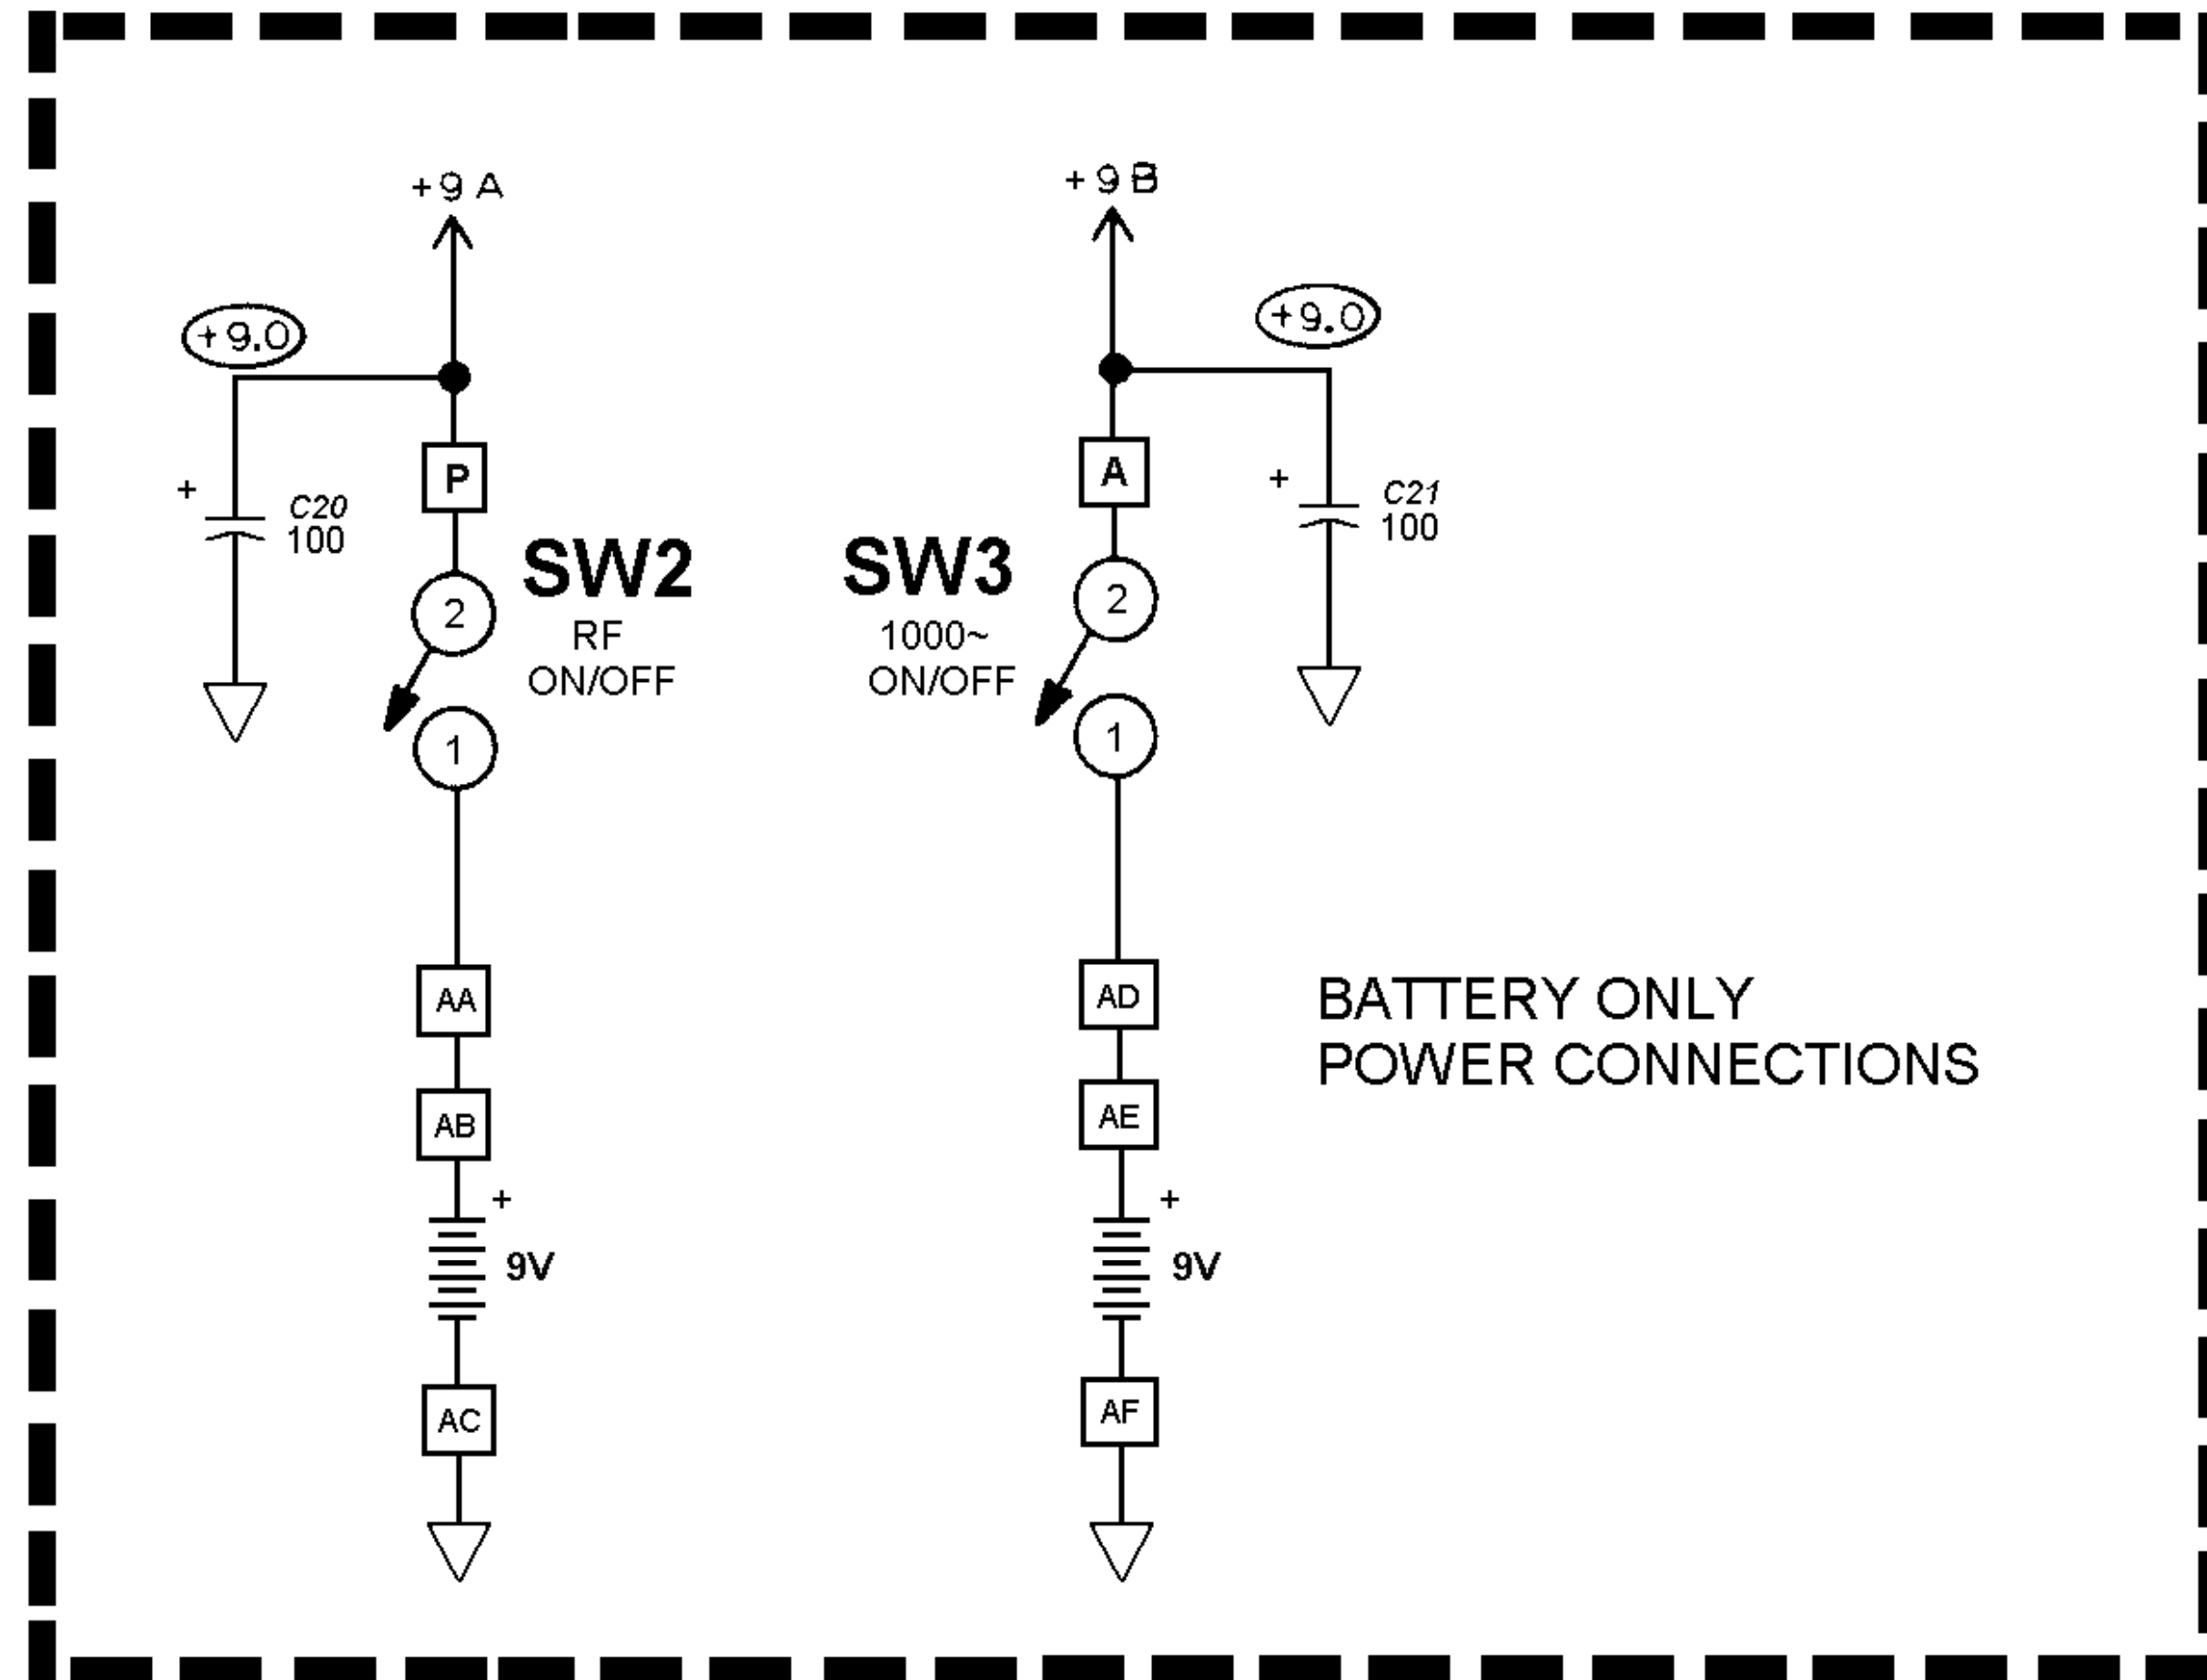 +9 A
+9.0
P
+
C20
100
SW2
RF
ON/OFF
2
1
AA
AB
+
9V
AC
+9B
+9.0
A
+
C21
100
SW3
1000~
ON/OFF
2
1
AD
AE
+
9V
AF
BATTERY ONLY
POWER CONNECTIONS